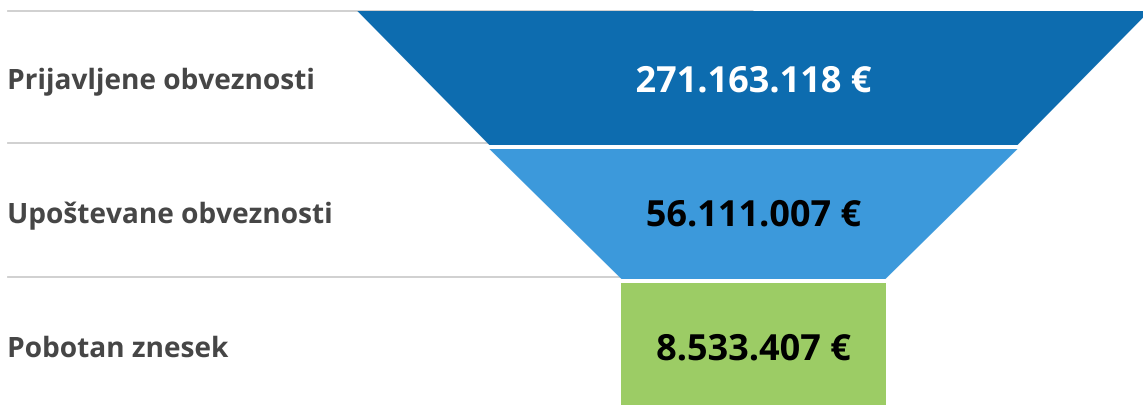 Prijavljene obveznosti
271.163.118 €
Upoštevane obveznosti
56.111.007 €
Pobotan znesek
8.533.407 €